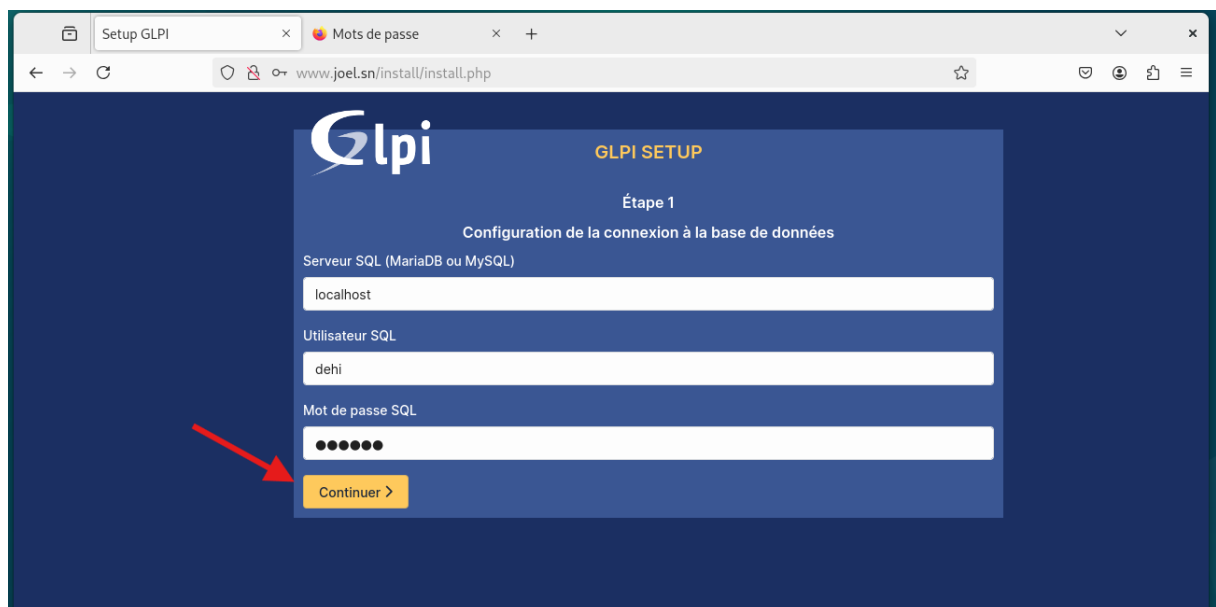 Setup GLPI
Mots de passe
www.joel.sn/install/install.php
Glpi
GLPI SETUP
Étape 1
Configuration de la connexion à la base de données
Serveur SQL (MariaDB ou MySQL)
localhost
Utilisateur SQL
dehi
Mot de passe SQL
●●●●●●
Continuer >